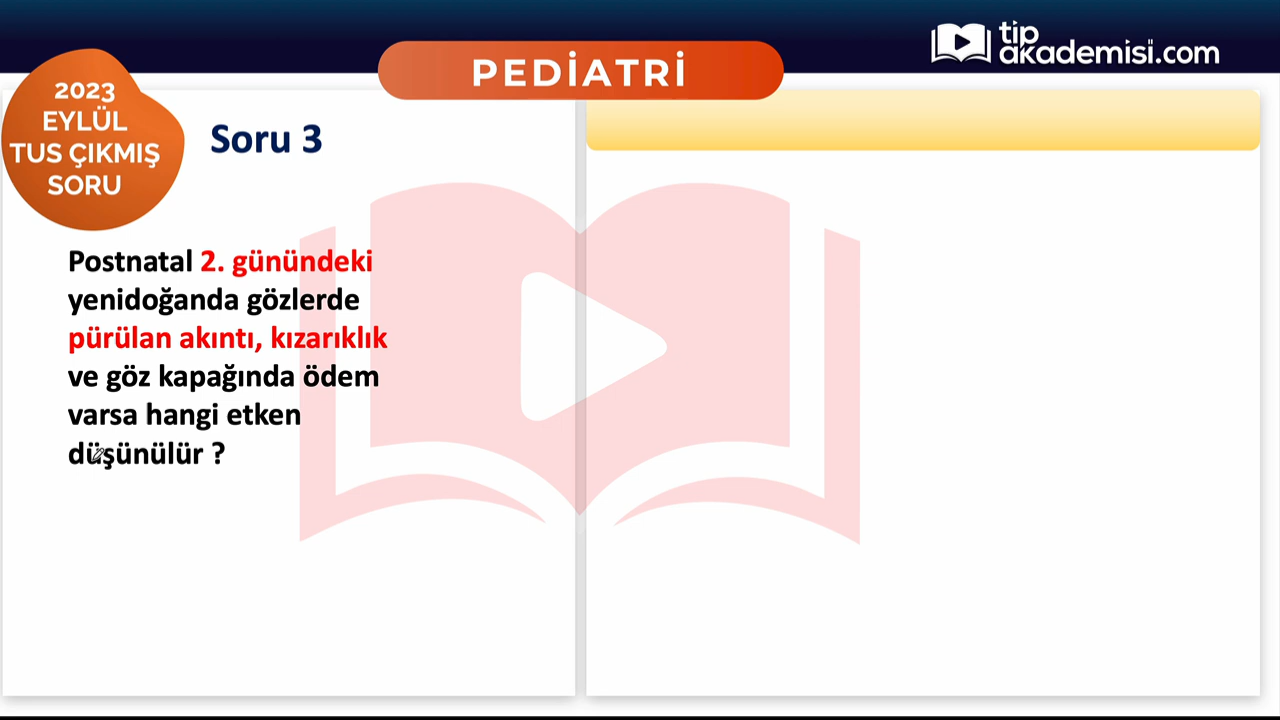 tip
akademisi.com
PEDİATRİ
2023
EYLÜL
TUS ÇIKMIŞ
SORU
Soru 3
Postnatal 2. günündeki
yenidoğanda gözlerde
pürülan akıntı, kızarıklık
ve göz kapağında ödem
varsa hangi etken
düşünülür ?